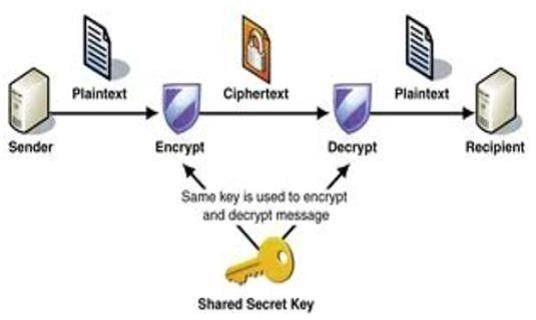 Plaintext
Ciphertext
Plaintext
Sender
Encrypt
Decrypt
Recipient
Same key is used to encrypt
and decrypt message
Shared Secret Key